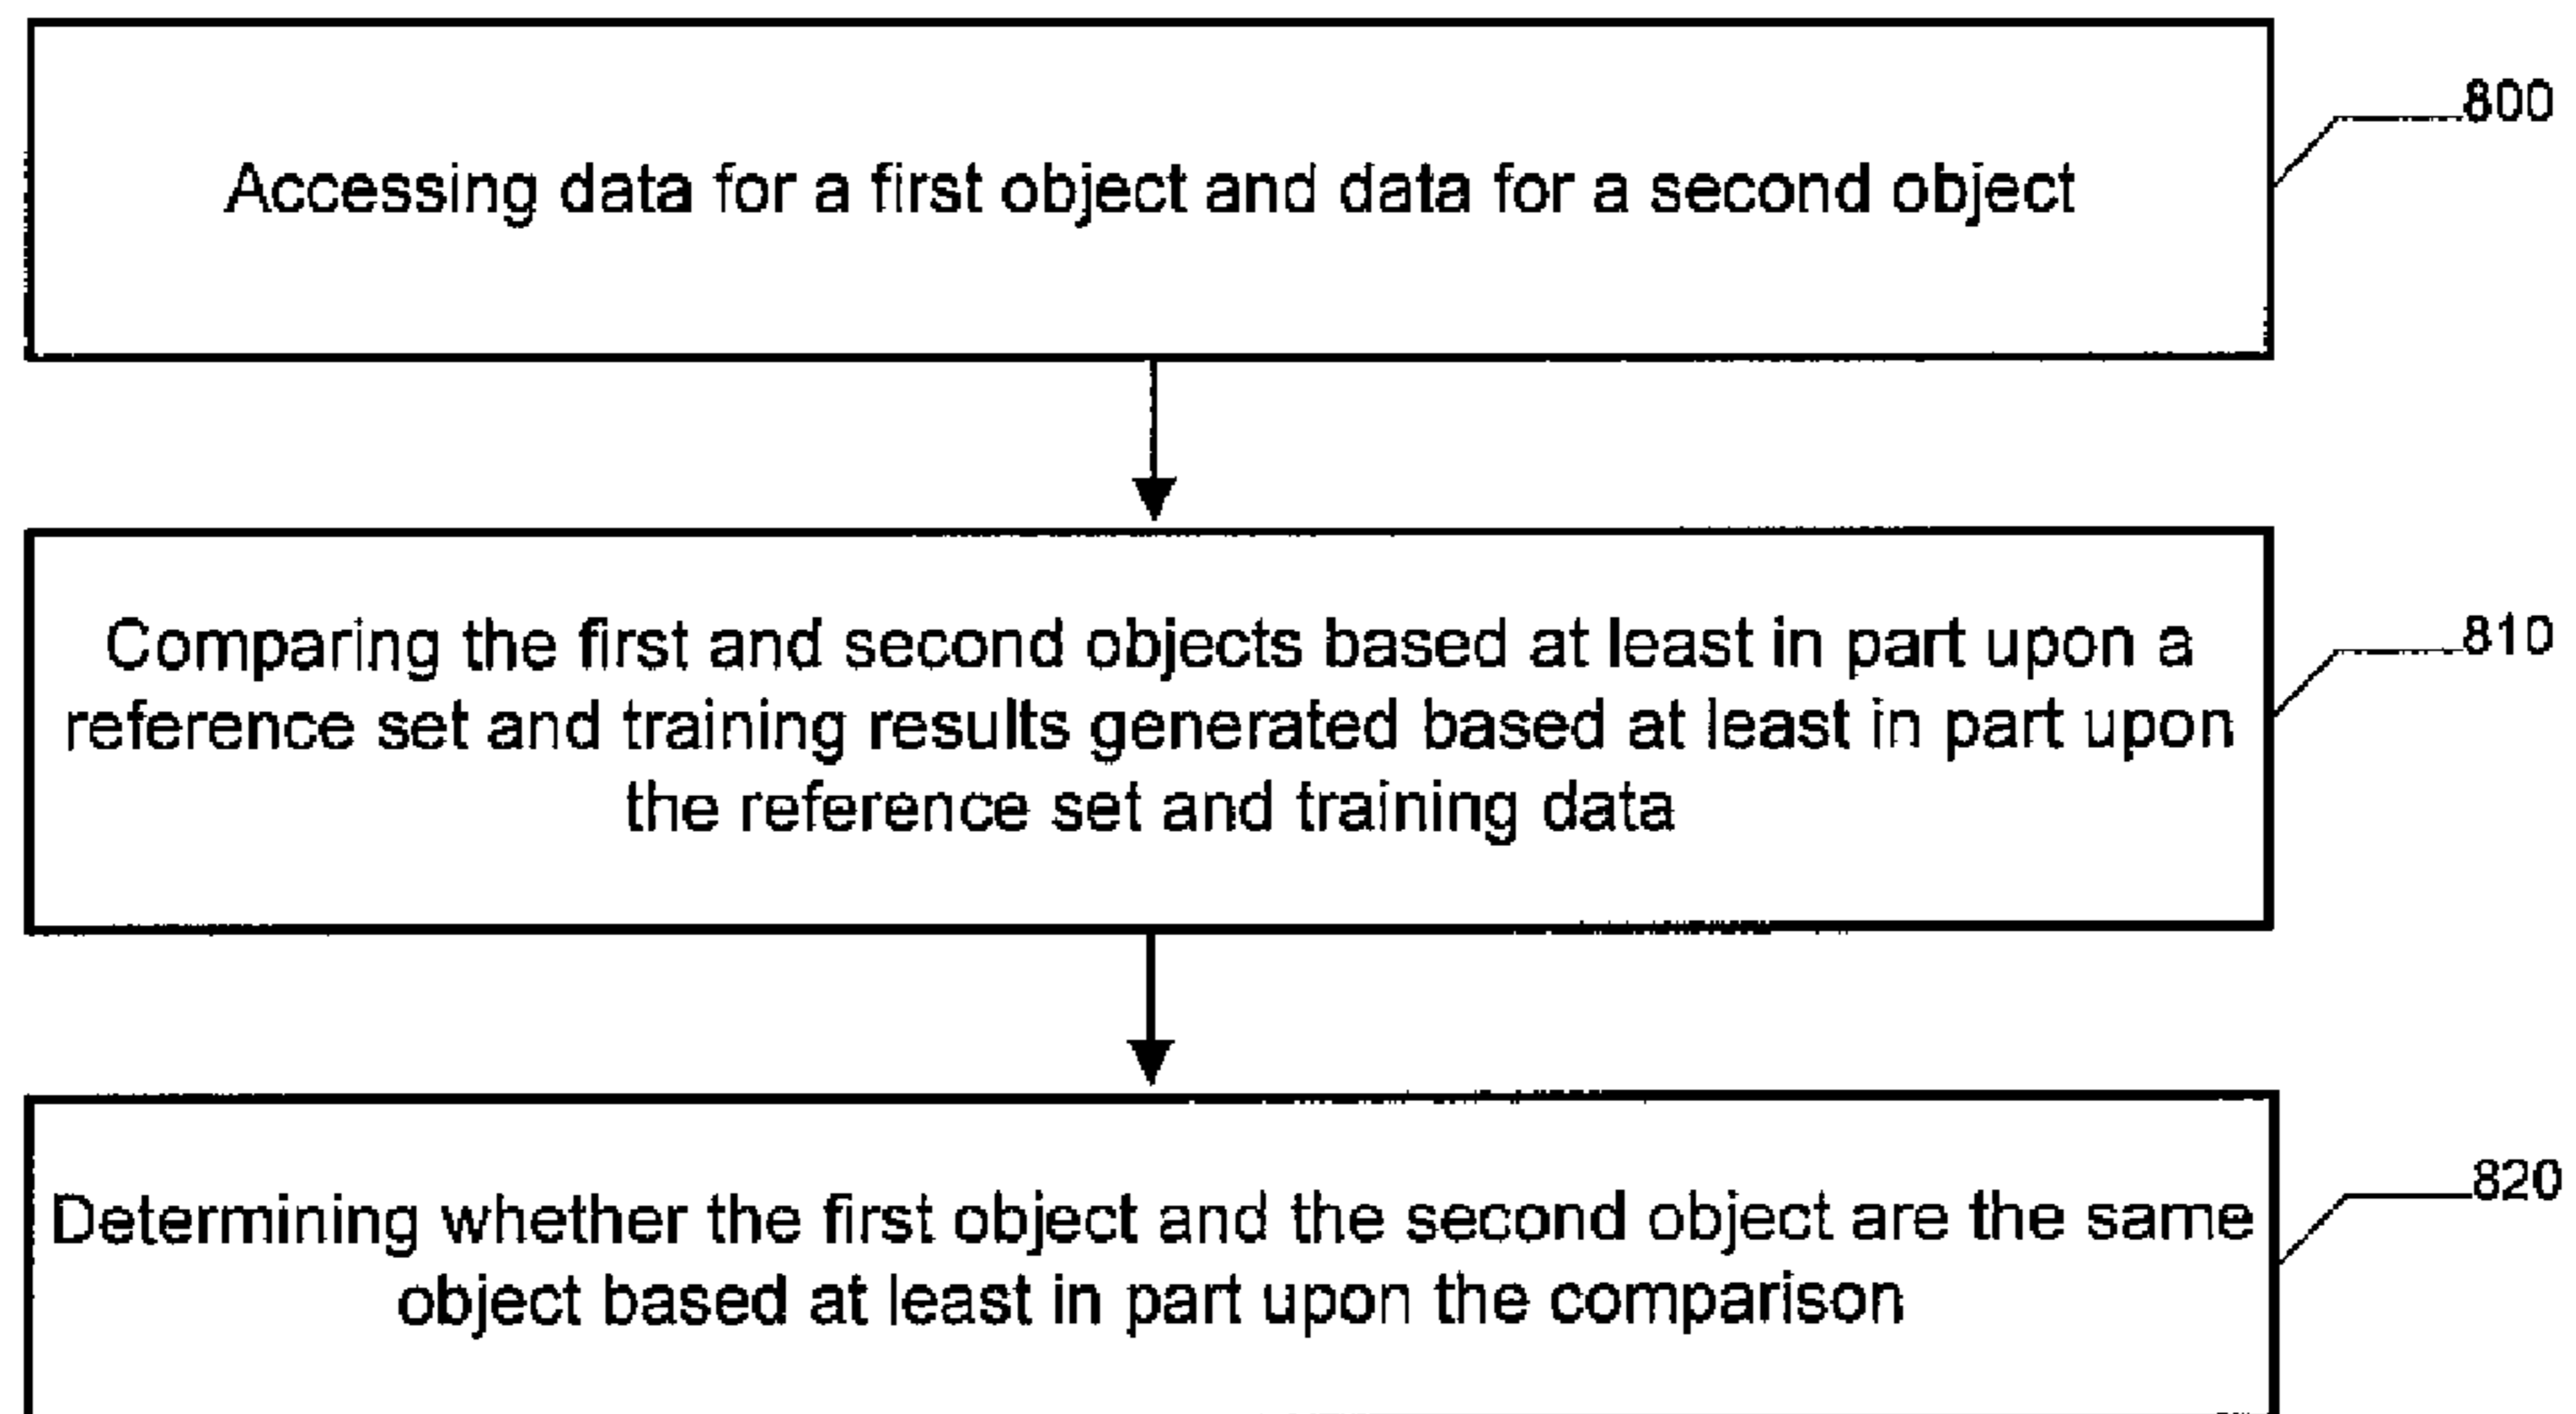 800
Accessing data for a first object and data for a second object
810
Comparing the first and second objects based at least in part upon a
reference set and training results generated based at least in part upon
the reference set and training data
820
Determining whether the first object and the second object are the same
object based at least in part upon the comparison